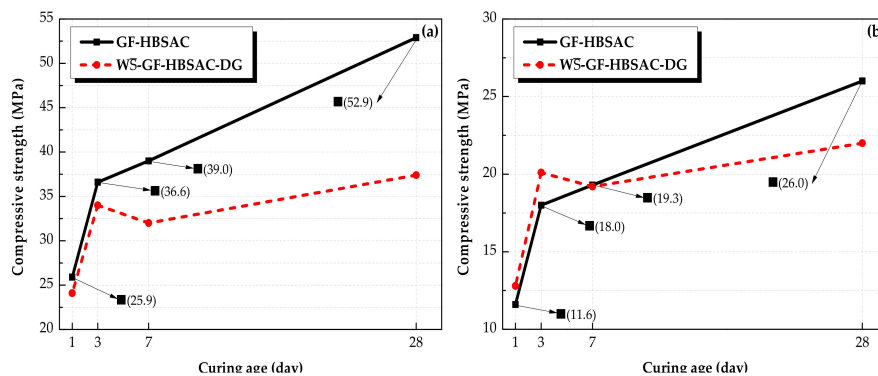 (a)
GF-HBSAC
W5-GF-HBSAC-DG
Compressive strength (MPa)
55
50
45
40
35
30
25
20
(52.9)
(39.0)
(36.6)
(25.9)
1 3 7 28
Curing age (day)
(b
GF-HBSAC
W5-GF-HBSAC-DG
Compressive strength (MPa)
30
25
20
15
10
(26.0)
(19.3)
(18.0)
(11.6)
1 3 7 28
Curing age (day)